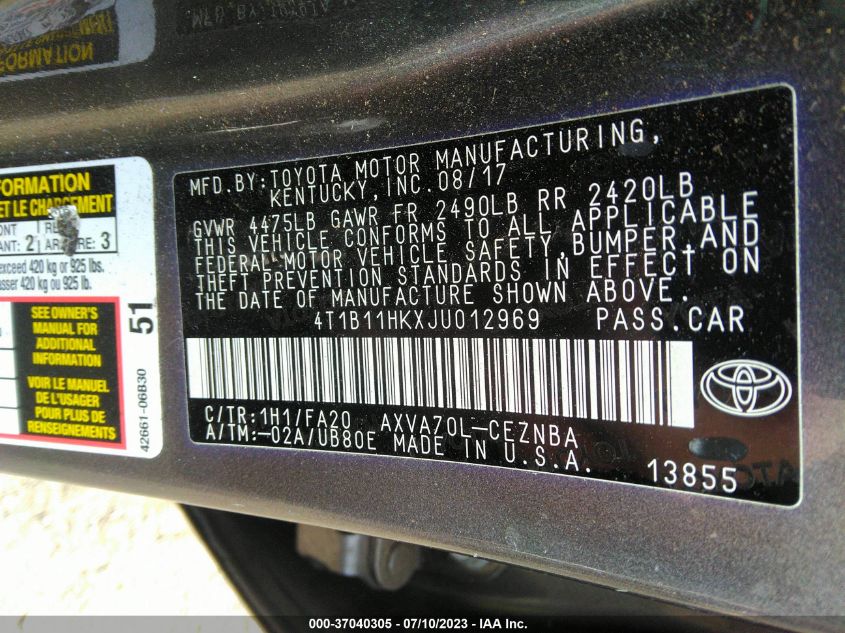 FORMATION
FORMATION
ET LE CHARGEMENT
2
3
exceed 420 kg or 925 lbs.
asser 420 kg ou 925 lb.
SEE OWNER'S
MANUAL FOR
ADDITIONAL
INFORMATION
VOIR LE MANUEL
DE L'USAGER
POUR PLUS DE
RENSEIGNEMENTS
51
42661-06B30
MFD.BY:TOYOTA MOTOR MANUFACTURING,
KENTUCKY,INC.08/17
GVWR 4475LB GAWR FR 2490LB RR 2420LB
THIS VEHICLE CONFORMS TO ALL APPLICABLE
FEDERAL MOTOR VEHICLE SAFETY,BUMPER,AND
THEFT PREVENTION STANDARDS IN EFFECT ON
THE DATE OF MANUFACTURE SHOWN ABOVE.
4T1B11HKXJU012969 PASS.CAR
C/TR:1H1/FA20 AXVA70L-CEZNBA
A/TM:-02A/UB80E MADE IN U.S.A.
13855
000-37040305 / 07/10/2023 - IAA Inc.